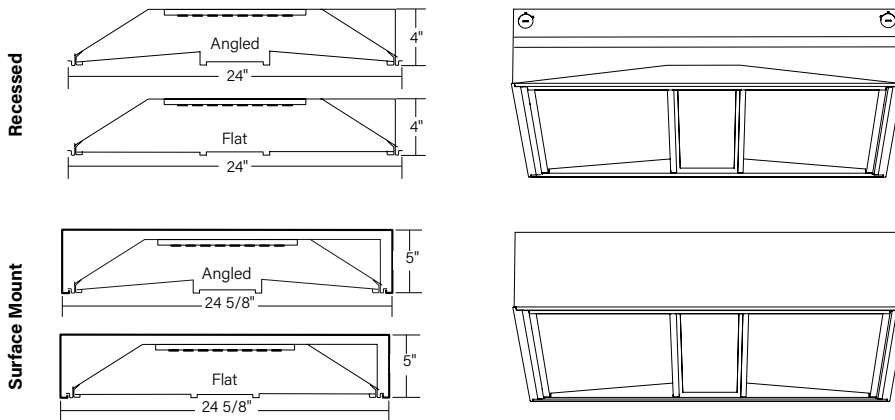 Recessed
Angled
4"
24"
Flat
4"
24"
Surface Mount
Angled
5"
24 5/8"
Flat
5"
24 5/8"